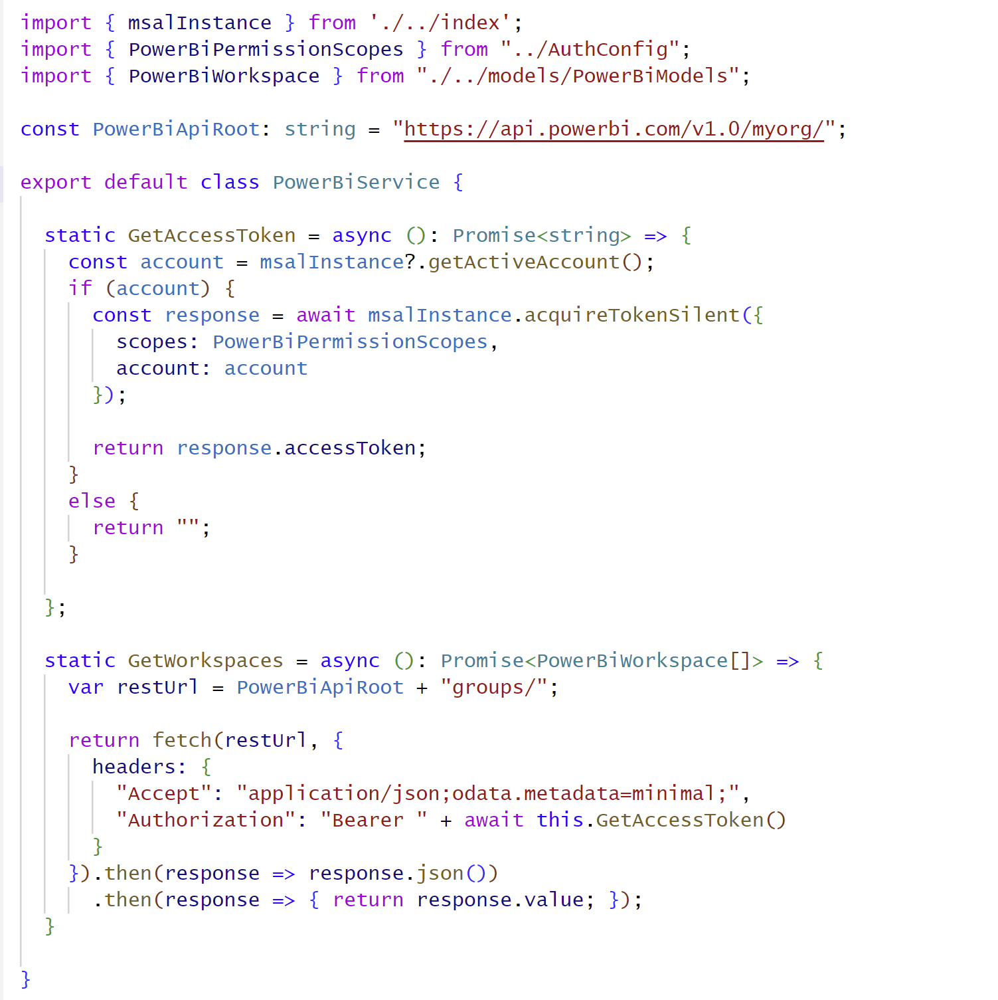 import { msalInstance } from './../index';
import { PowerBiPermissionScopes } from "../AuthConfig";
import { PowerBiWorkspace } from "./../models/PowerBiModels";

const PowerBiApiRoot: string = "https://api.powerbi.com/v1.0/myorg/";

export default class PowerBiService {

  static GetAccessToken = async (): Promise<string> => {
    const account = msalInstance?.getActiveAccount();
    if (account) {
      const response = await msalInstance.acquireTokenSilent({
        scopes: PowerBiPermissionScopes,
        account: account
      });

      return response.accessToken;
    }
    else {
      return "";
    }

  };

  static GetWorkspaces = async (): Promise<PowerBiWorkspace[]> => {
    var restUrl = PowerBiApiRoot + "groups/";

    return fetch(restUrl, {
      headers: {
        "Accept": "application/json;odata.metadata=minimal;",
        "Authorization": "Bearer " + await this.GetAccessToken()
      }
    }).then(response => response.json())
      .then(response => { return response.value; });
  }

}